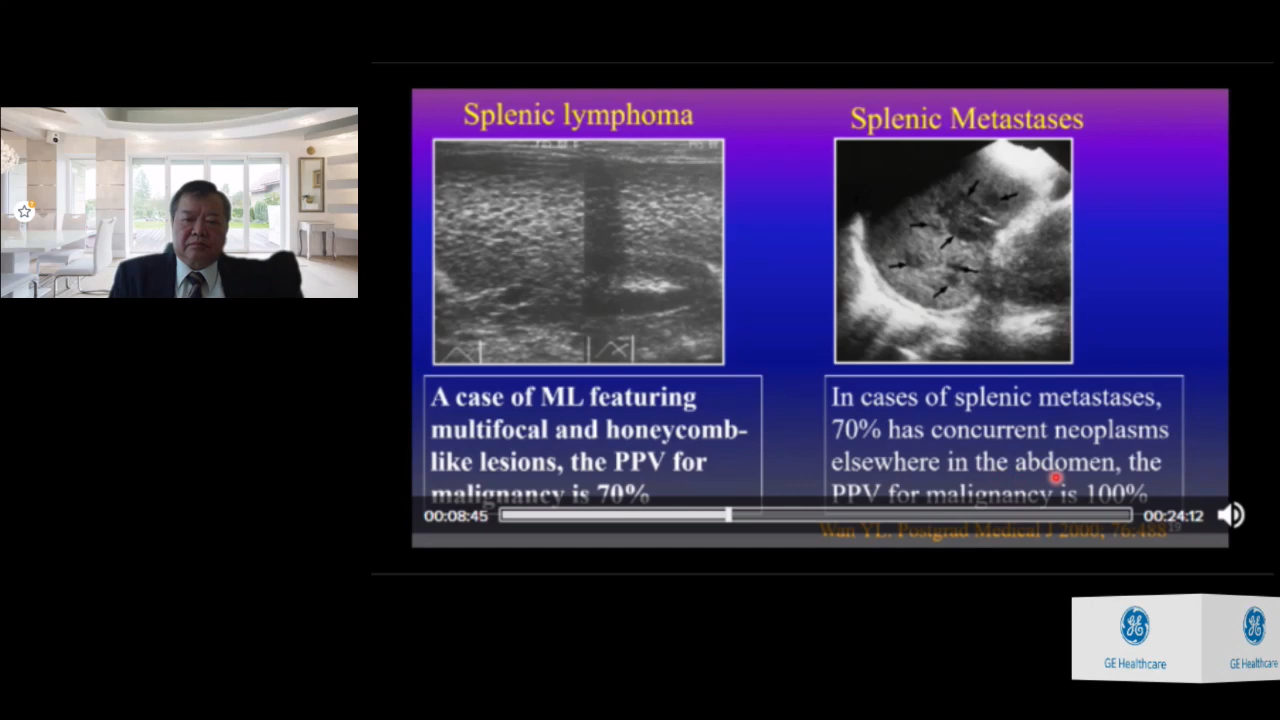 Splenic lymphoma
Splenic Metastases
A case of ML featuring
multifocal and honeycomb-
like lesions, the PPV for
malignancy is 70%
In cases of splenic metastases,
70% has concurrent neoplasms
elsewhere in the abdomen, the
PPV for malignancy is 100%
Wan YL. Postgrad Medical J 2000; 76:488
19
00:08:45
00:24:12
GE Healthcare
GE Healthcare